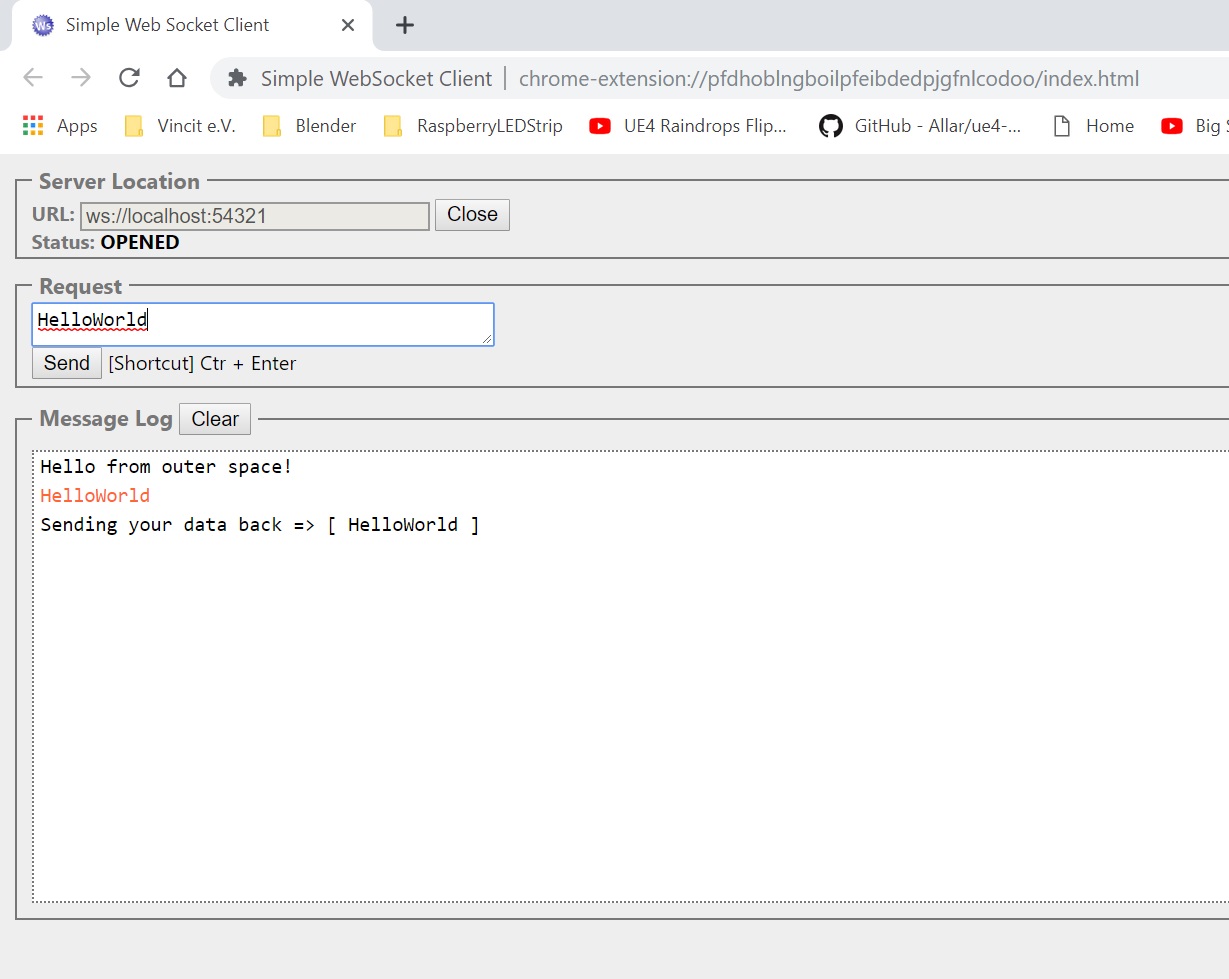 Simple Web Socket Client
Simple WebSocket Client | chrome-extension://pfdhoblngboilpfeibdedpjgfnlcodoo/index.html
Apps Vincit e.V. Blender RaspberryLEDStrip UE4 Raindrops Flip... GitHub - Allar/ue4-... Home Big
Server Location
URL: ws://localhost:54321 Close
Status: OPENED
Request
HelloWorld
Send [Shortcut] Ctr + Enter
Message Log Clear
Hello from outer space!
HelloWorld
Sending your data back => [ HelloWorld ]